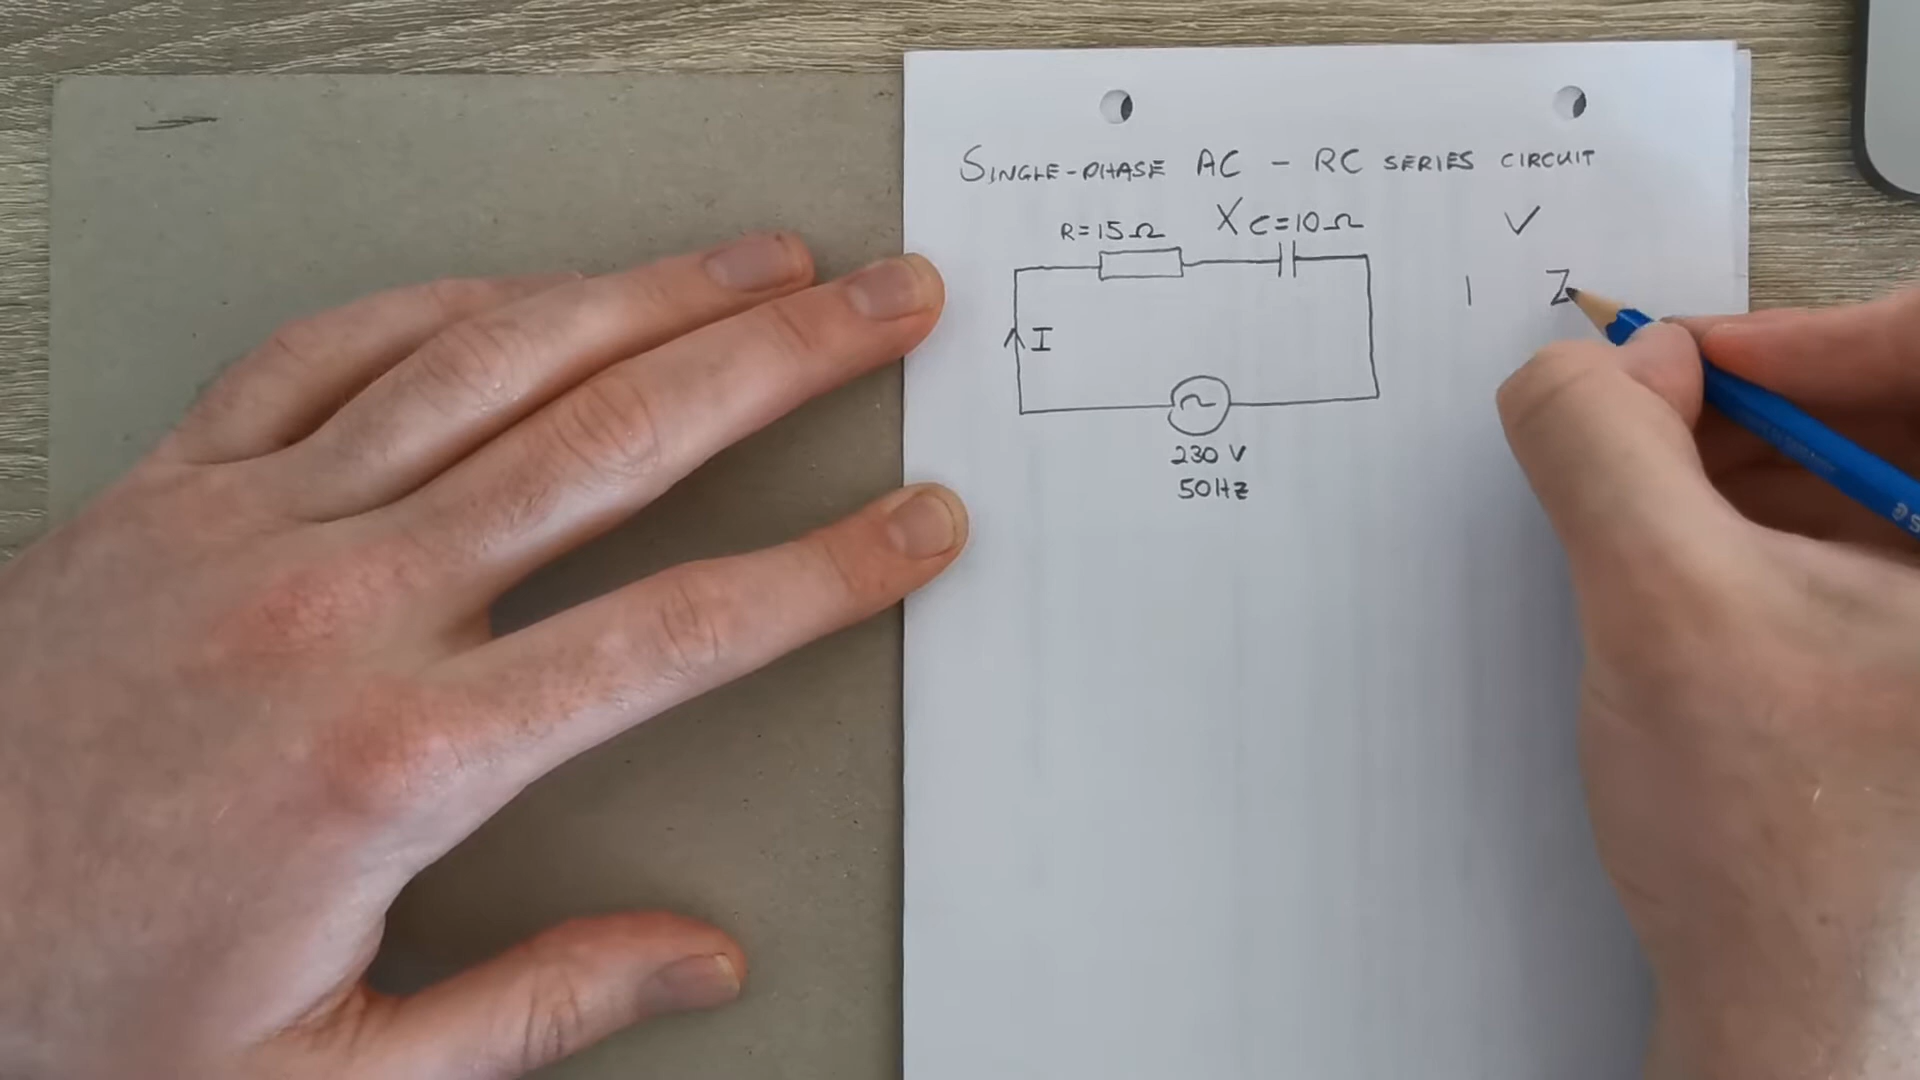 SINGLE-PHASE AC - RC SERIES CIRCUIT
R=15Ω
XC=10Ω
V
I Z
I
230 V
50HZ